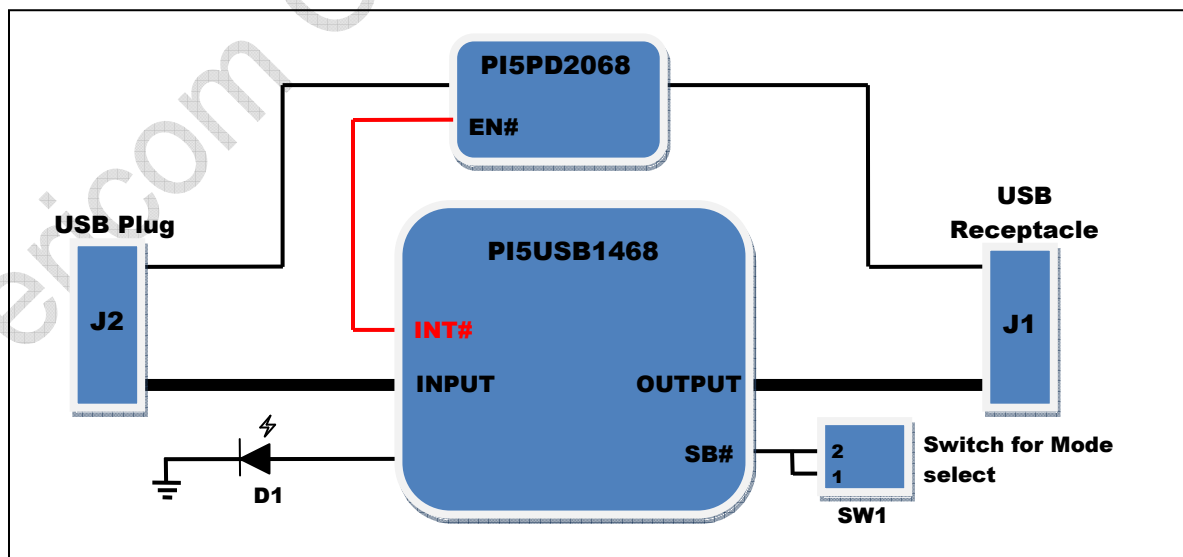 PI5PD2068
EN#
USB Plug
USB
Receptacle
PI5USB1468
J2
J1
INT#
INPUT
OUTPUT
SB#
2
1
Switch for Mode
select
D1
SW1
ericom